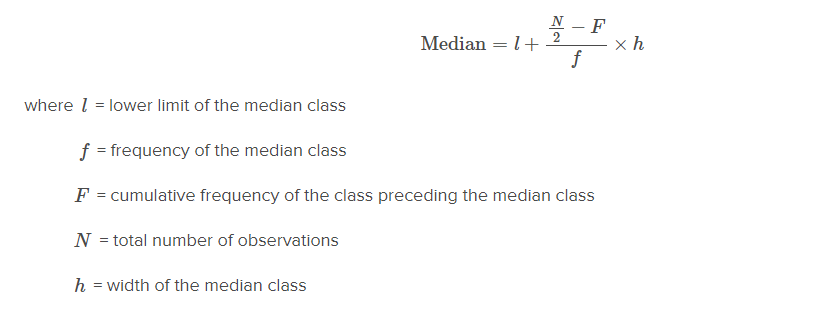 Median = l + (N/2 − F)/f × h
where l = lower limit of the median class
f = frequency of the median class
F = cumulative frequency of the class preceding the median class
N = total number of observations
h = width of the median class